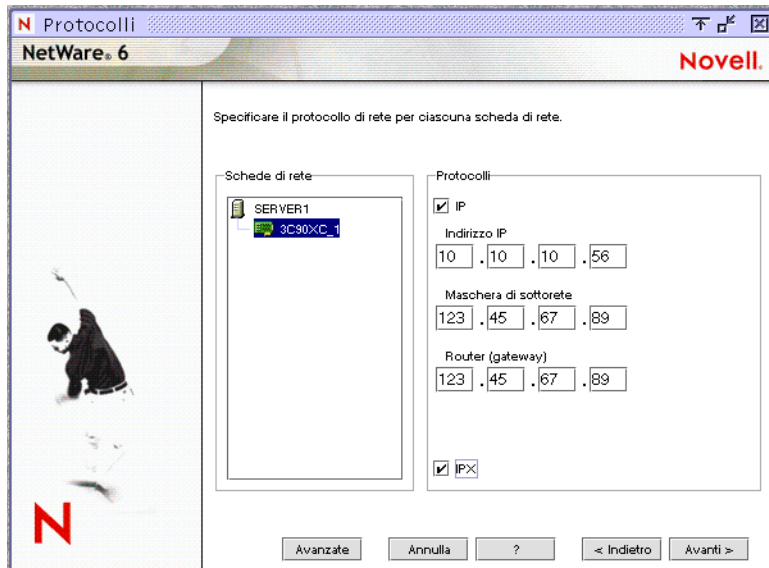 N Protocolli
NetWare® 6
Novell.
Specificare il protocollo di rete per ciascuna scheda di rete.
Schede di rete
SERVER1
3C90XC_1
Protocolli
IP
Indirizzo IP
10 . 10 . 10 . 56
Maschera di sottorete
123 . 45 . 67 . 89
Router (gateway)
123 . 45 . 67 . 89
IPX
N
Avanzate Annulla ? < Indietro Avanti >